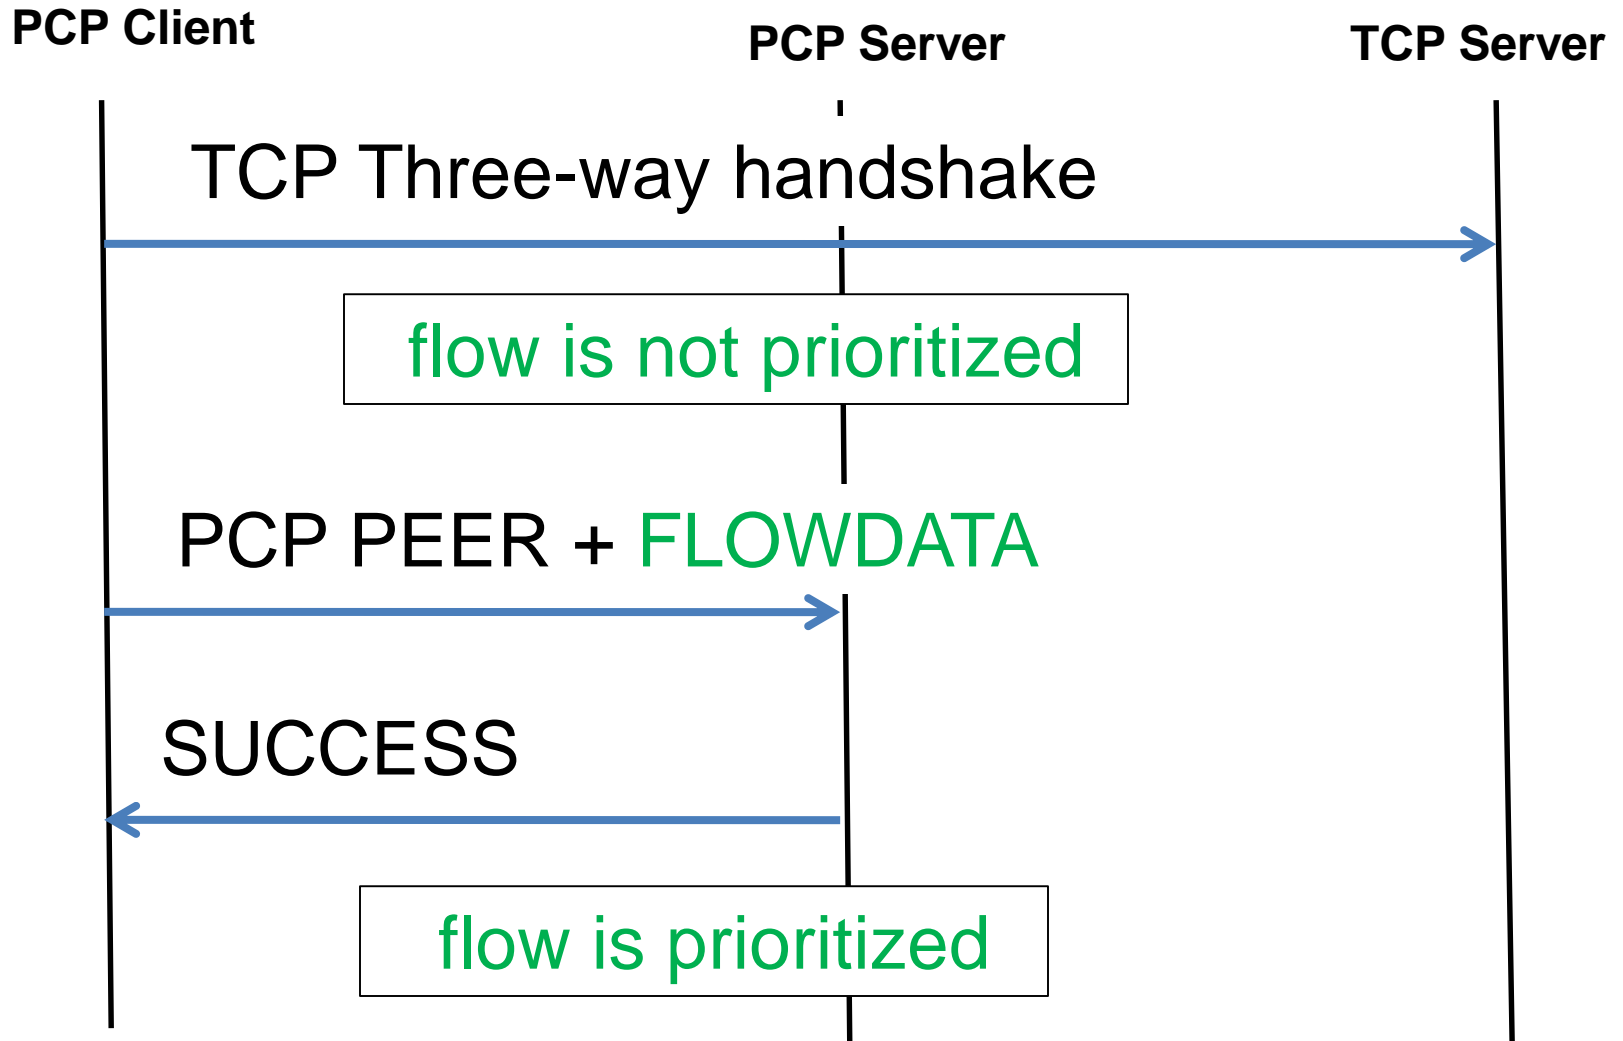 PCP Client
PCP Server
TCP Server
TCP Three-way handshake
flow is not prioritized
PCP PEER + FLOWDATA
SUCCESS
flow is prioritized